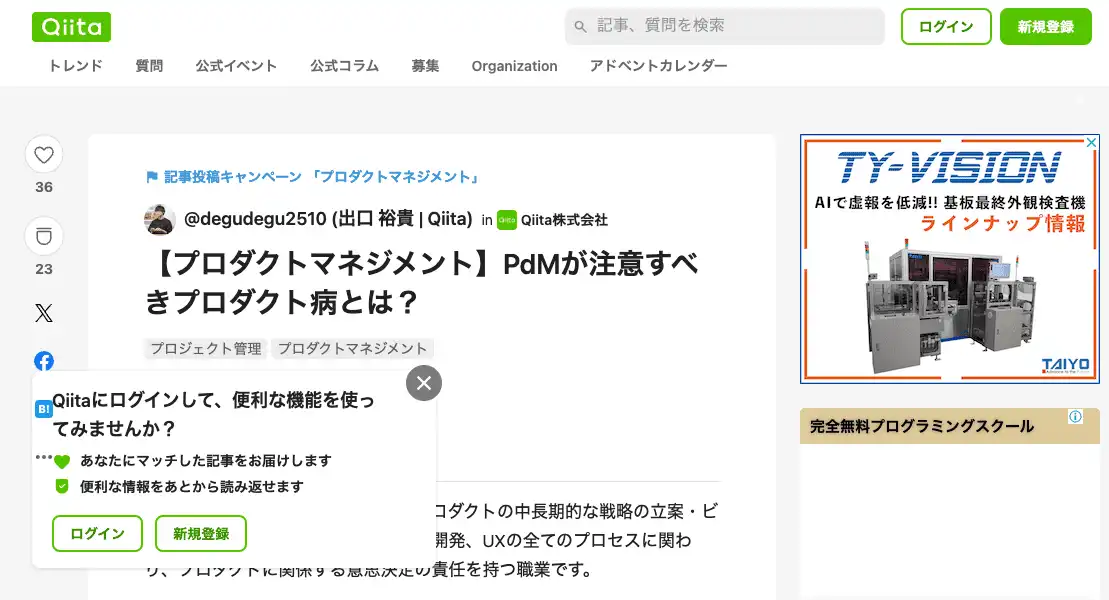 Qiita
記事、質問を検索
ログイン
新規登録
トレンド
質問
公式イベント
公式コラム
募集
Organization
アドベントカレンダー
36
23
記事投稿キャンペーン 「プロダクトマネジメント」
@degudegu2510 (出口 裕貴 | Qiita) in Qiita Qiita株式会社
【プロダクトマネジメント】PdMが注意すべ
きプロダクト病とは?
プロジェクト管理
プロダクトマネジメント
B!
Qiitaにログインして、便利な機能を使っ
てみませんか?
あなたにマッチした記事をお届けします
便利な情報をあとから読み返せます
ログイン
新規登録
ロダクトの中長期的な戦略の立案・ビ
開発、UXの全てのプロセスに関わ
り、プロダクトに関係する意思決定の責任を持つ職業です。
TY-VISION
AIで虚報を低減!! 基板最終外観検査機
ラインナップ情報
TAIYO
完全無料プログラミングスクール